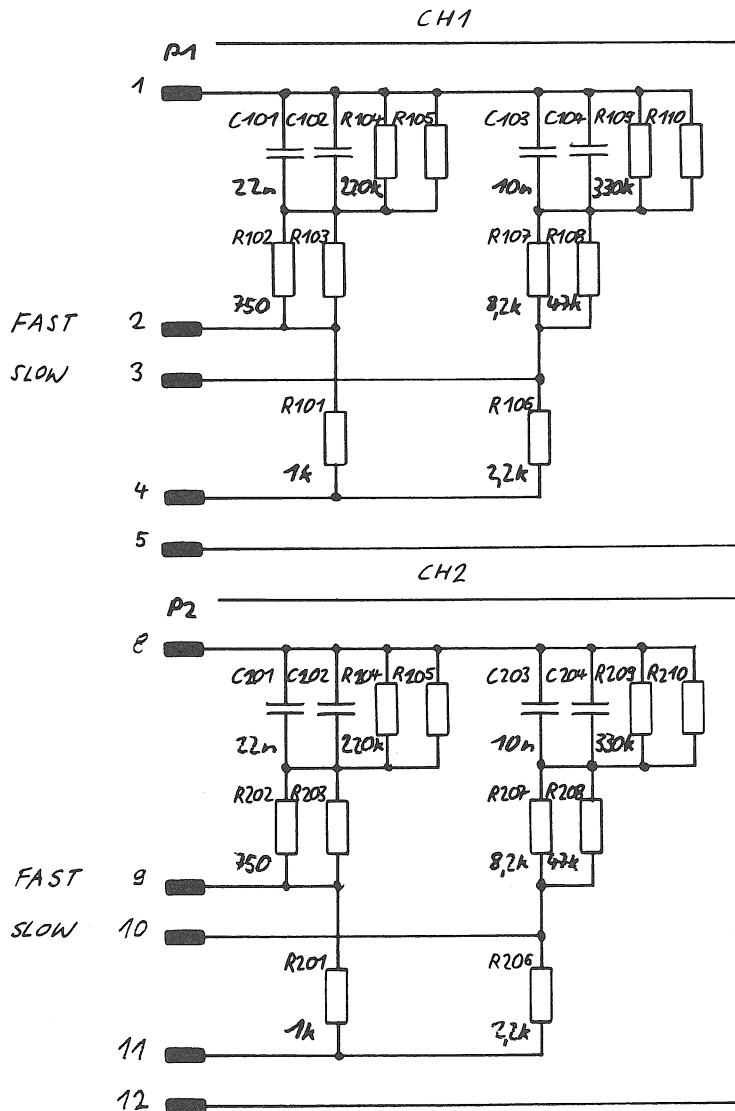 CH1
P1
1
C101 C102 R104 R105 C103 C104 R109 R110
22n 220k 10n 330k
R102 R103 R107 R108
750 8,2k 47k
FAST 2
SLOW 3
R101 R106
1k 2,2k
4
5
CH2
P2
8
C201 C202 R204 R205 C203 C204 R209 R210
22n 220k 10n 330k
R202 R203 R207 R208
750 8,2k 47k
FAST 9
SLOW 10
R201 R206
1k 2,2k
11
12